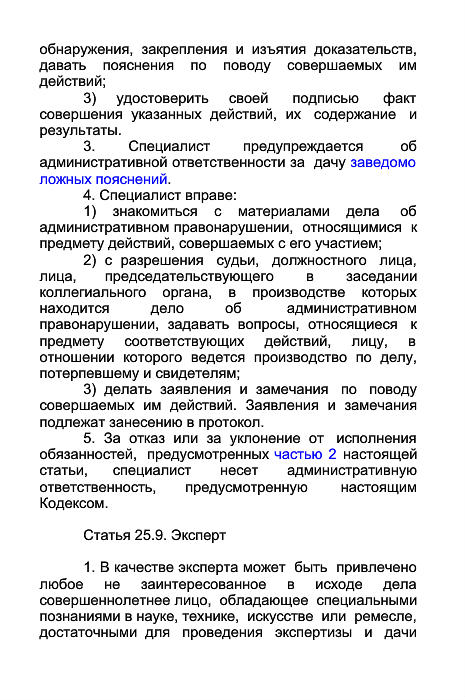 обнаружения, закрепления и изъятия доказательств,
давать пояснения по поводу совершаемых им
действий;
3) удостоверить своей подписью факт
совершения указанных действий, их содержание и
результаты.
3. Специалист предупреждается об
административной ответственности за дачу заведомо
ложных пояснений.
4. Специалист вправе:
1) знакомиться с материалами дела об
административном правонарушении, относящимися к
предмету действий, совершаемых с его участием;
2) с разрешения судьи, должностного лица,
лица, председательствующего в заседании
коллегиального органа, в производстве которых
находится дело об административном
правонарушении, задавать вопросы, относящиеся к
предмету соответствующих действий, лицу, в
отношении которого ведется производство по делу,
потерпевшему и свидетелям;
3) делать заявления и замечания по поводу
совершаемых им действий. Заявления и замечания
подлежат занесению в протокол.
5. За отказ или за уклонение от исполнения
обязанностей, предусмотренных частью 2 настоящей
статьи, специалист несет административную
ответственность, предусмотренную настоящим
Кодексом.
Статья 25.9. Эксперт
1. В качестве эксперта может быть привлечено
любое не заинтересованное в исходе дела
совершеннолетнее лицо, обладающее специальными
познаниями в науке, технике, искусстве или ремесле,
достаточными для проведения экспертизы и дачи